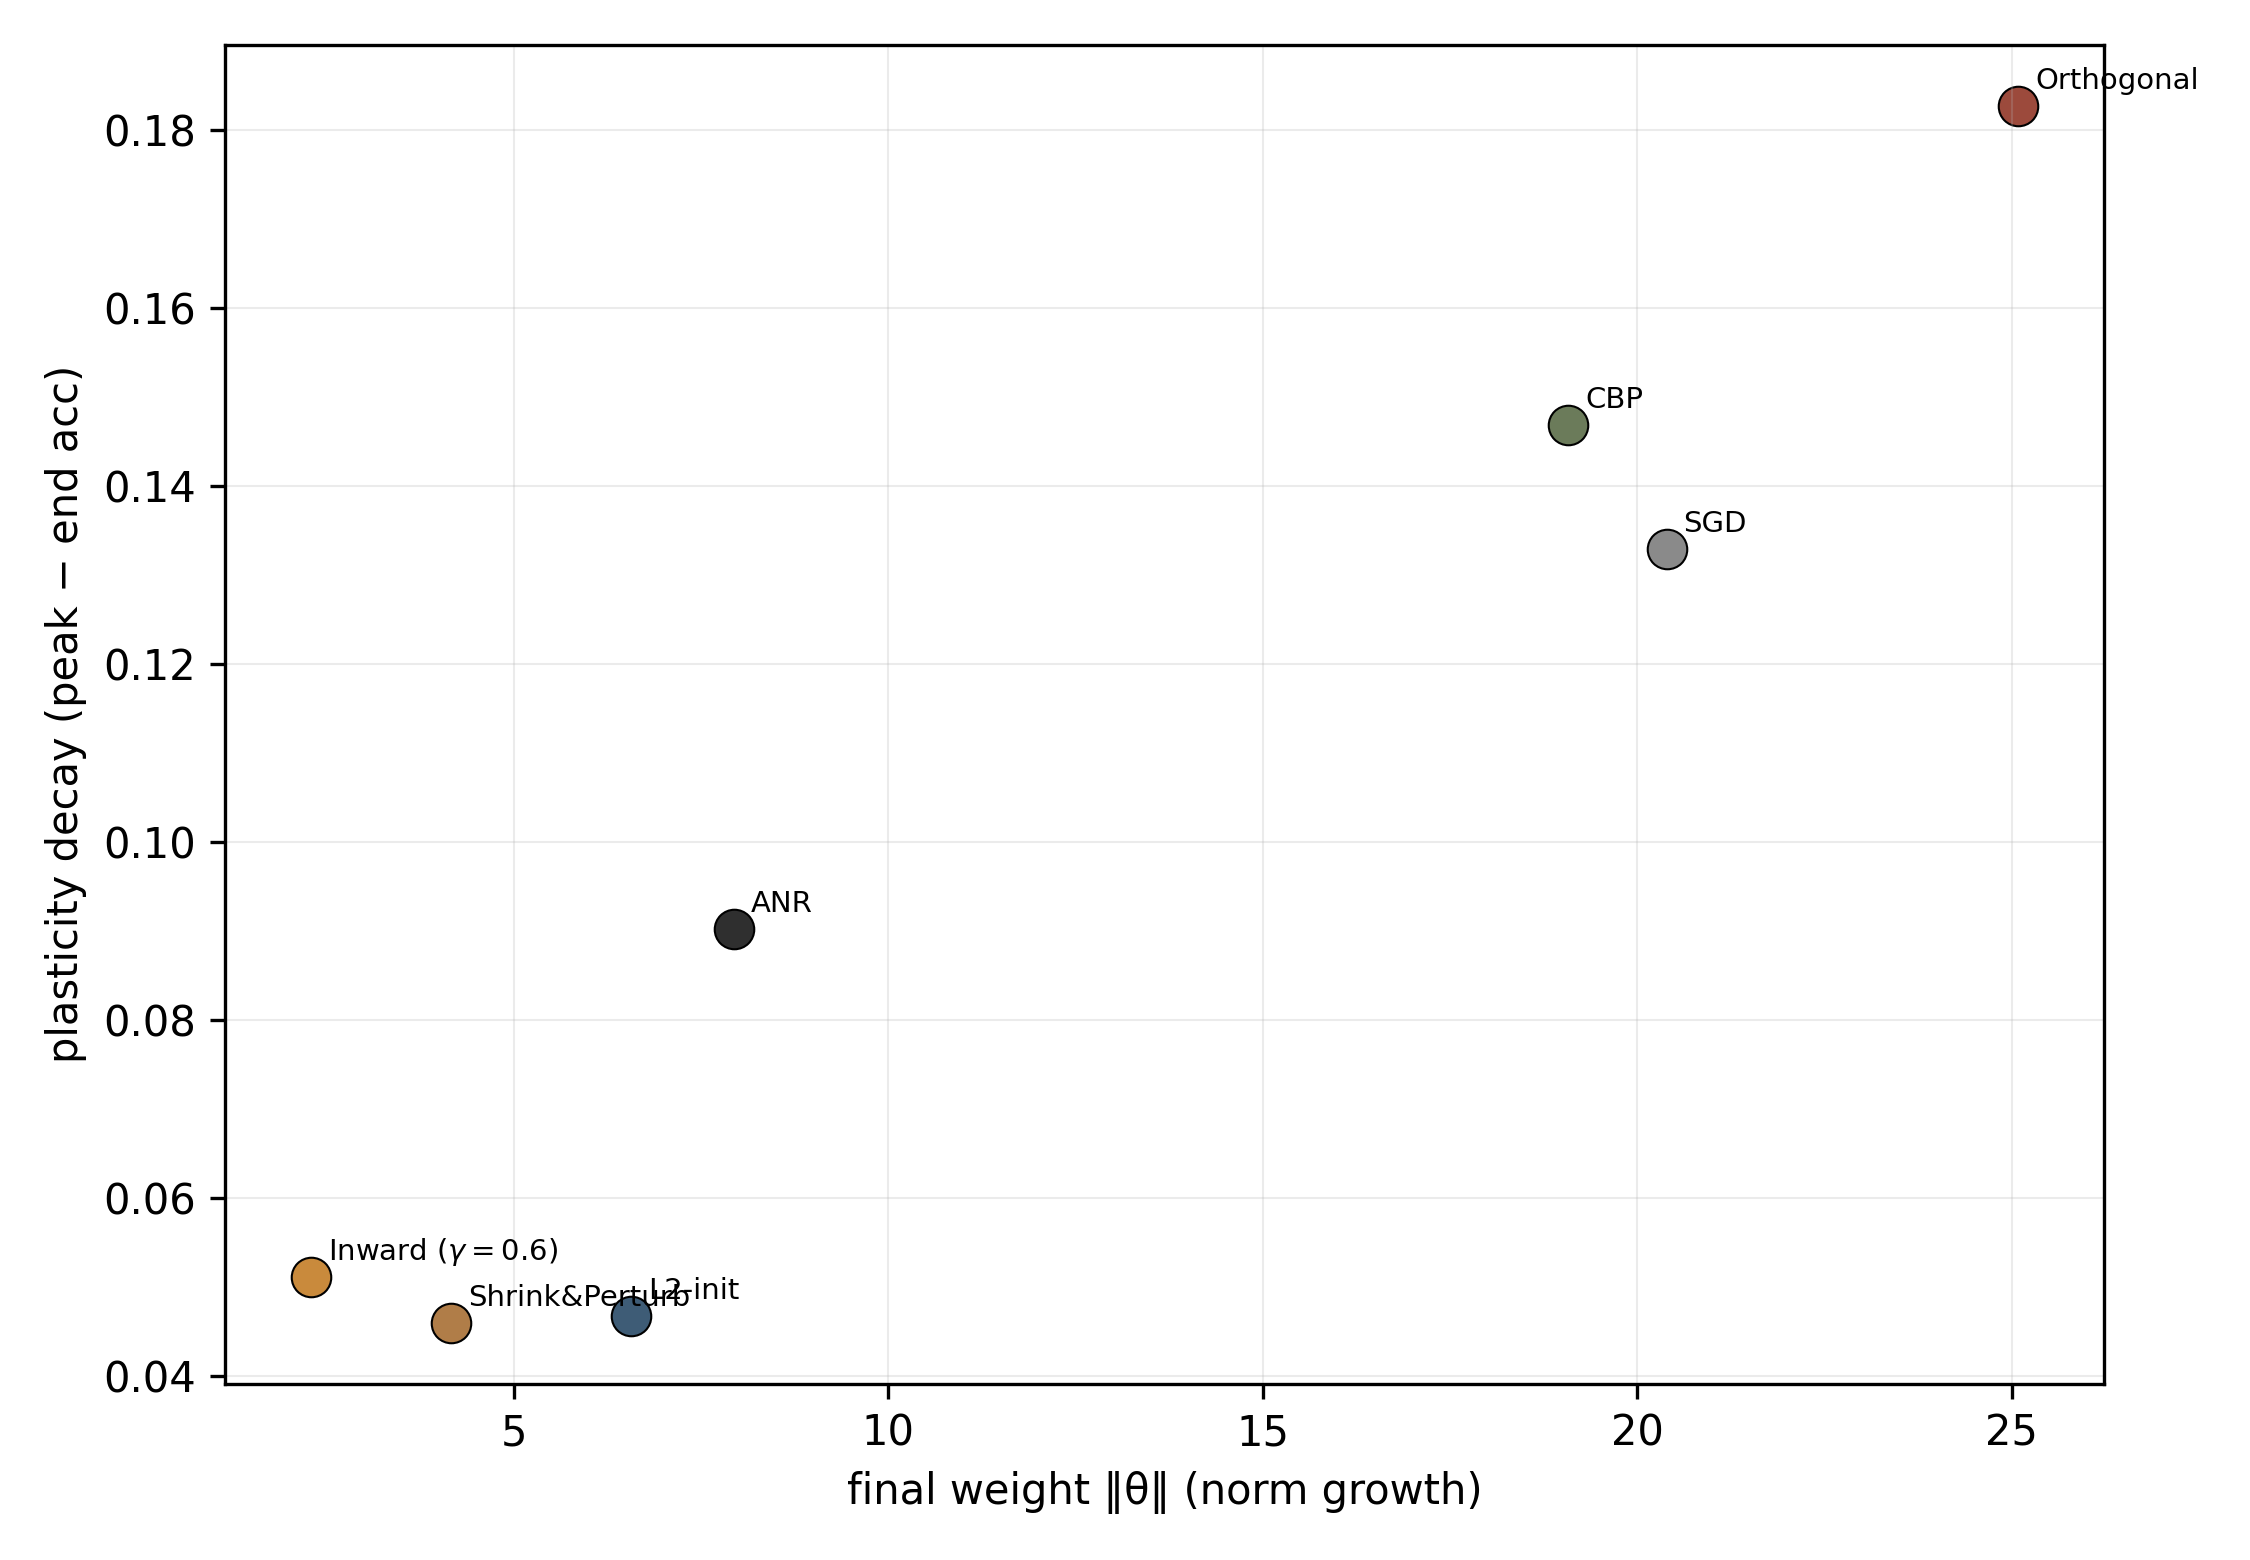 Orthogonal
0.18
0.16
CBP
0.14
SGD
0.12
0.10
ANR
0.08
0.06
Inward (γ = 0.6)
Shrink&Perturb
L2-init
0.04
5 10 15 20 25
final weight ‖θ‖ (norm growth)
plasticity decay (peak − end acc)